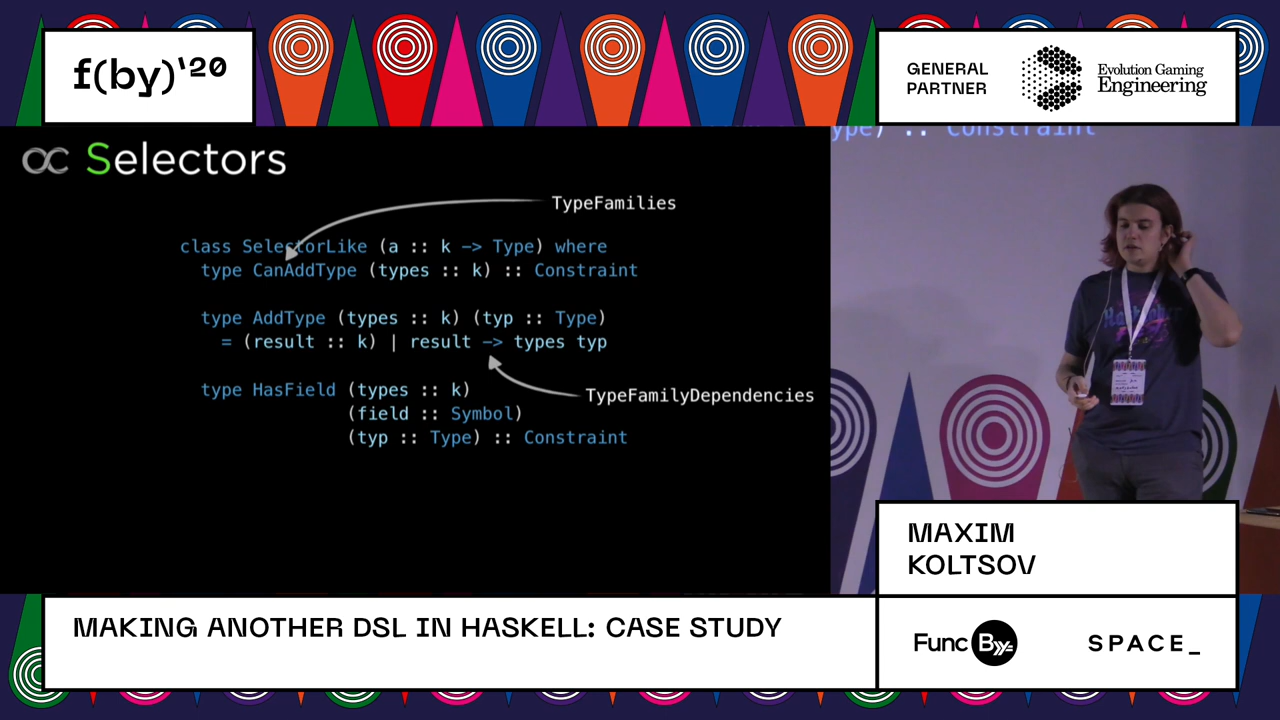 f(by)'20
GENERAL
PARTNER
Evolution Gaming
Engineering
ype) :: Constraint
Selectors
TypeFamilies
class SelectorLike (a :: k -> Type) where
type CanAddType (types :: k) :: Constraint
type AddType (types :: k) (typ :: Type)
= (result :: k) | result -> types typ
TypeFamilyDependencies
type HasField (types :: k)
(field :: Symbol)
(typ :: Type) :: Constraint
MAXIM
KOLTSOV
MAKING ANOTHER DSL IN HASKELL: CASE STUDY
Func By
SPACE_